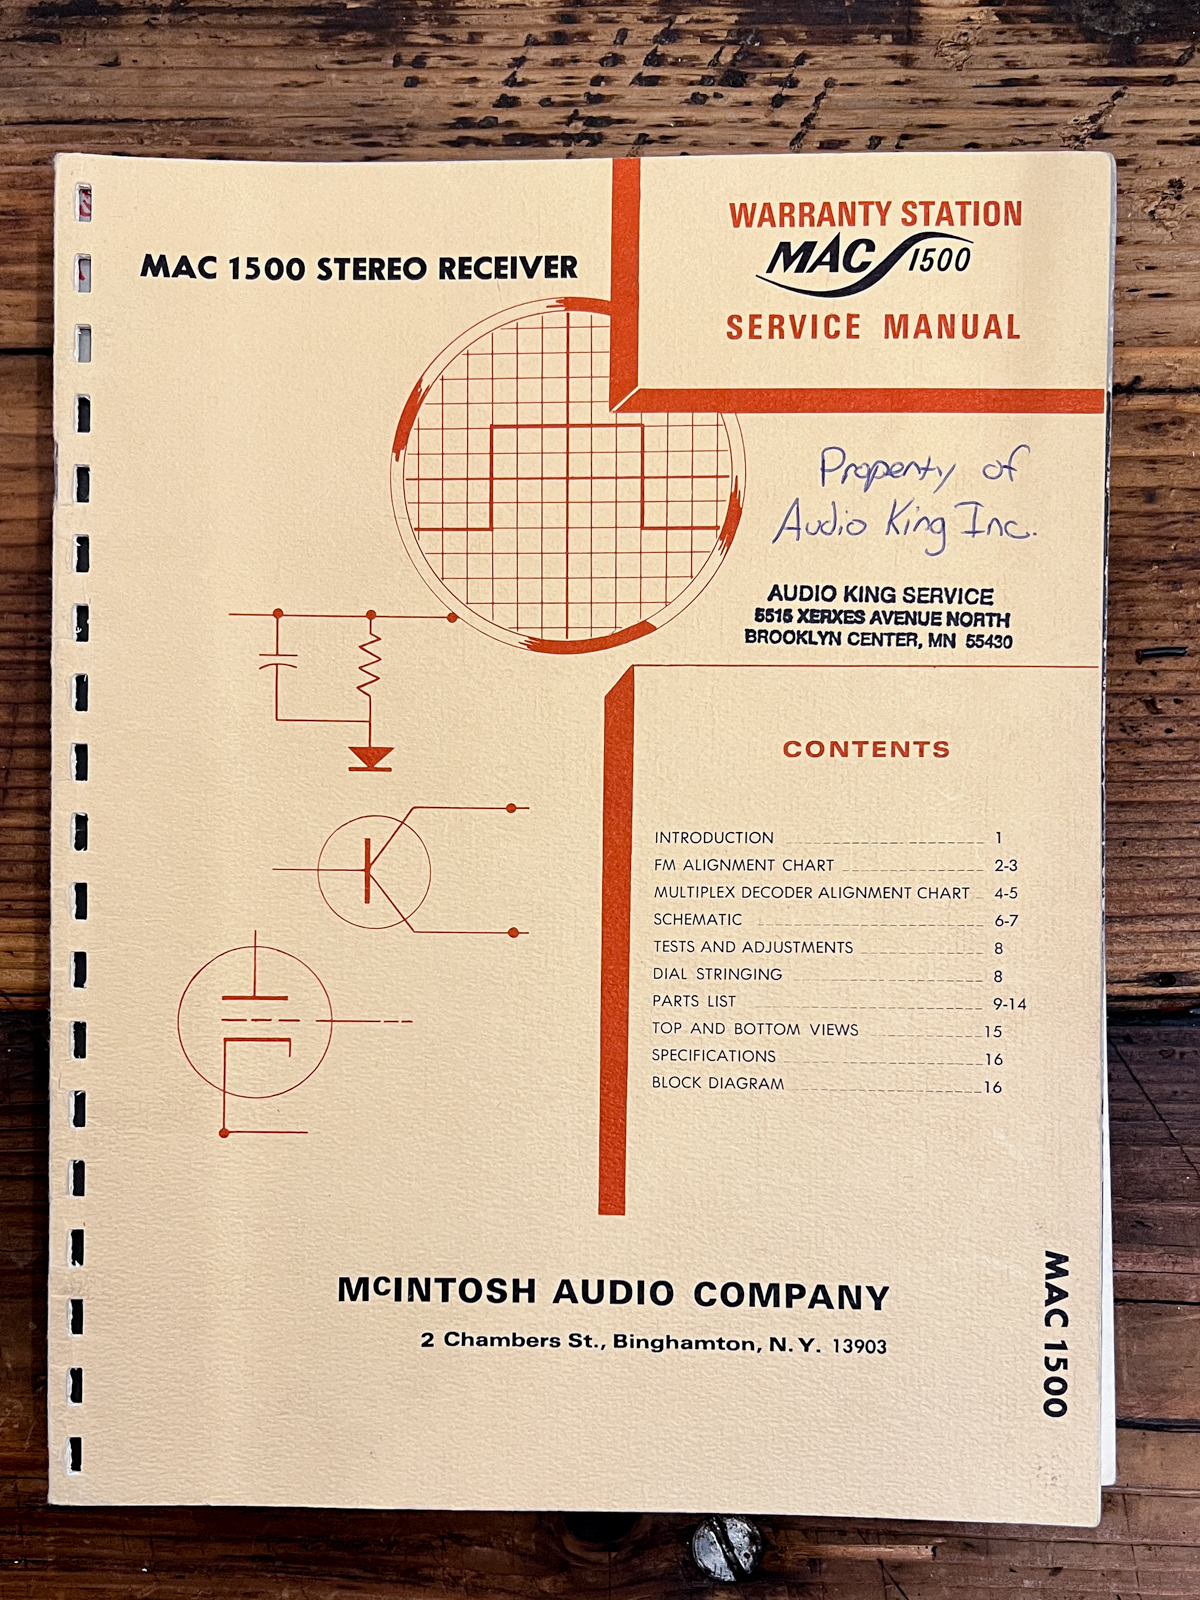 MAC 1500 STEREO RECEIVER
WARRANTY STATION
MAC 1500
SERVICE MANUAL
Property of
Audio King Inc.
AUDIO KING SERVICE
5515 XERXES AVENUE NORTH
BROOKLYN CENTER, MN 55430
CONTENTS
INTRODUCTION 1
FM ALIGNMENT CHART 2-3
MULTIPLEX DECODER ALIGNMENT CHART 4-5
SCHEMATIC 6-7
TESTS AND ADJUSTMENTS 8
DIAL STRINGING 8
PARTS LIST 9-14
TOP AND BOTTOM VIEWS 15
SPECIFICATIONS 16
BLOCK DIAGRAM 16
McINTOSH AUDIO COMPANY
2 Chambers St., Binghamton, N.Y. 13903
MAC 1500